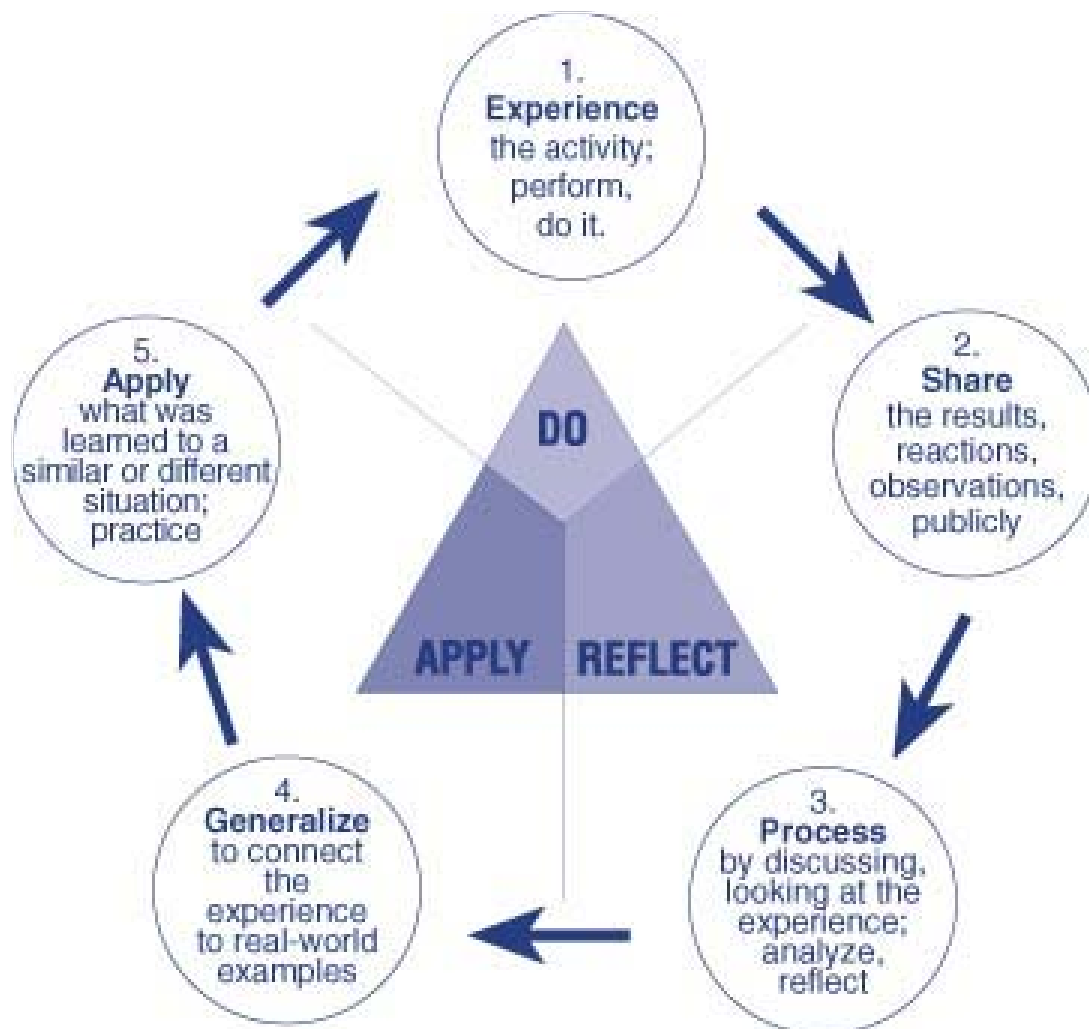 1.
Experience
the activity;
perform,
do it.
2.
Share
the results,
reactions,
observations,
publicly
3.
Process
by discussing,
looking at the
experience;
analyze,
reflect
4.
Generalize
to connect
the
experience
to real-world
examples
5.
Apply
what was
learned to a
similar or different
situation;
practice
DO
APPLY
REFLECT